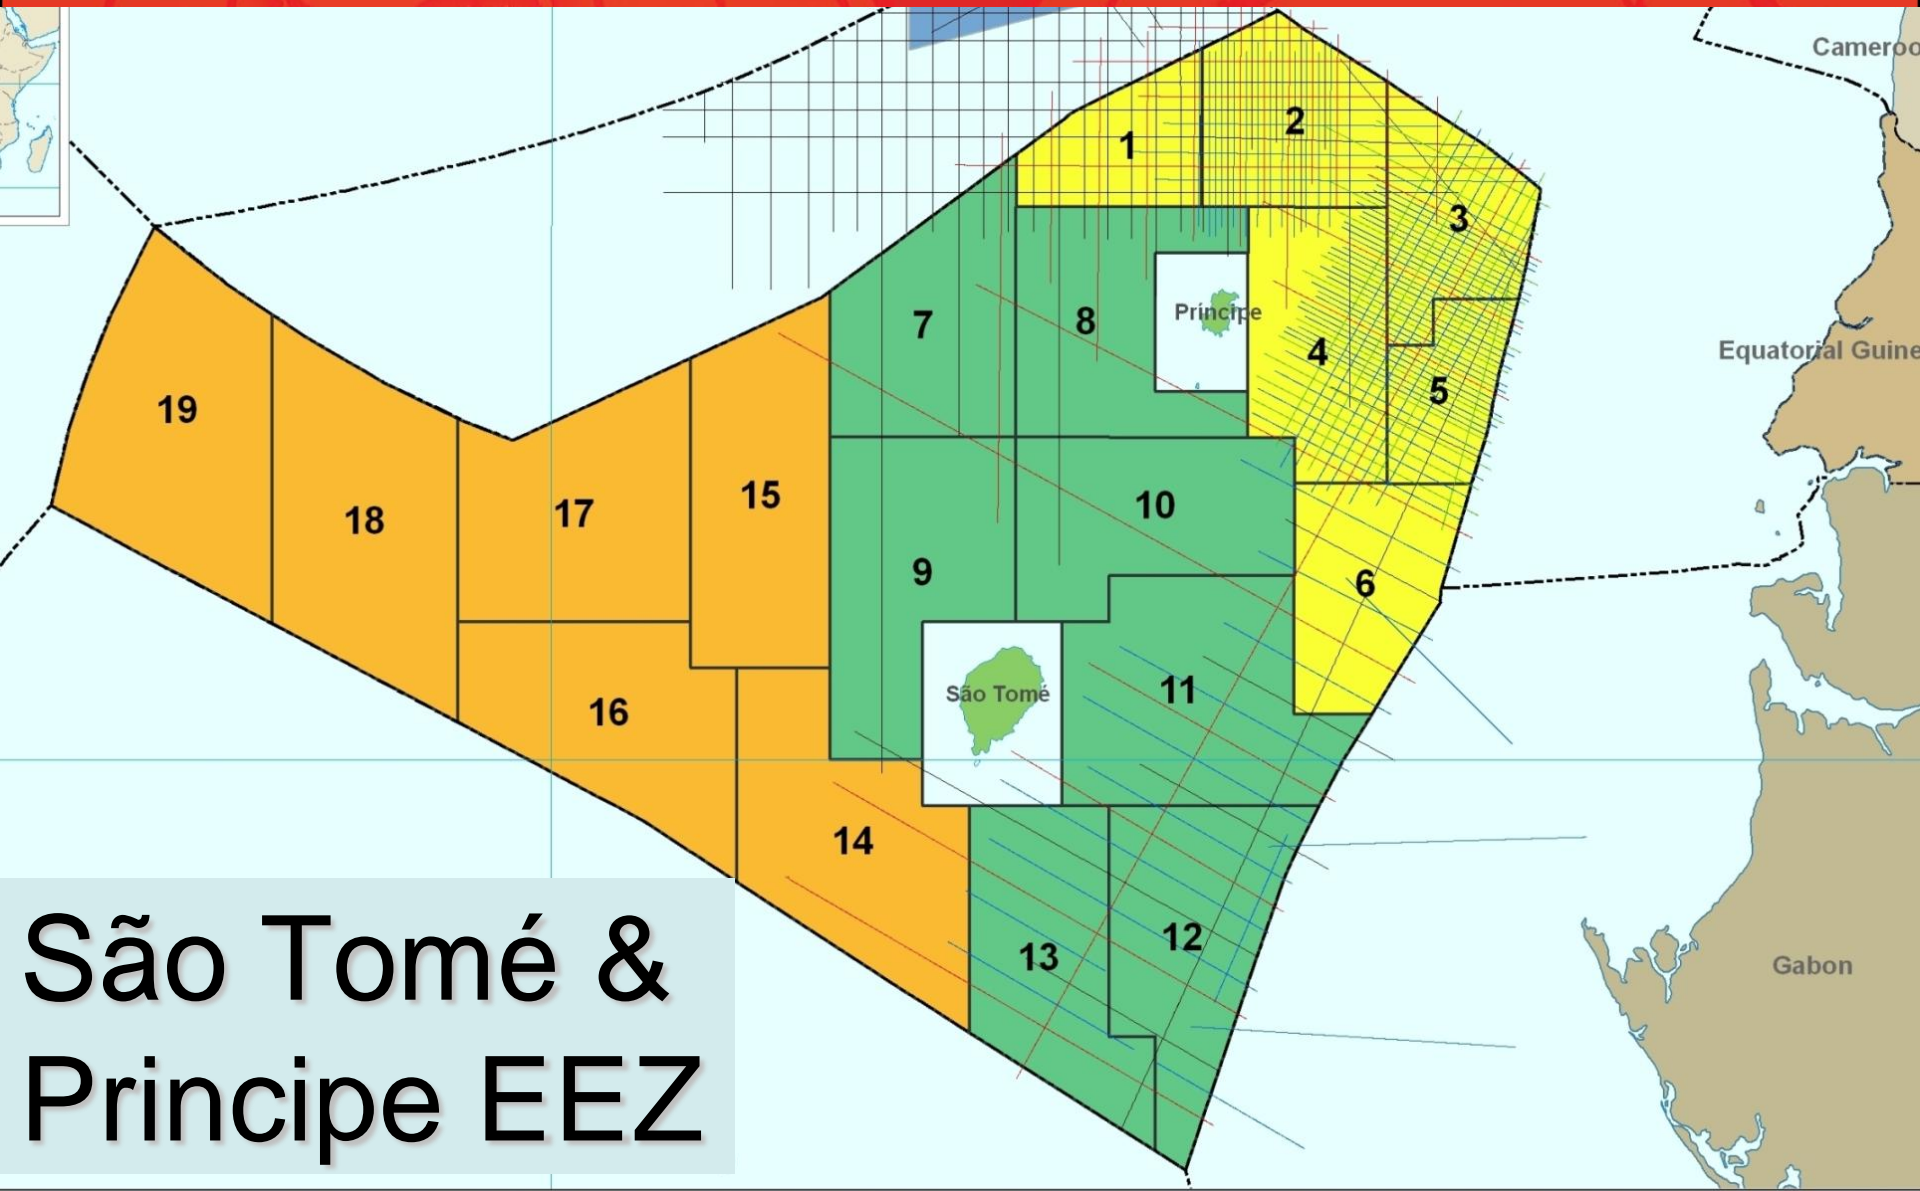 Cameroo
1
2
3
Príncipe
7
8
4
Equatorial Guine
5
19
15
17
18
10
9
6
São Tomé
11
16
14
12
13
Gabon
São Tomé &
Principe EEZ